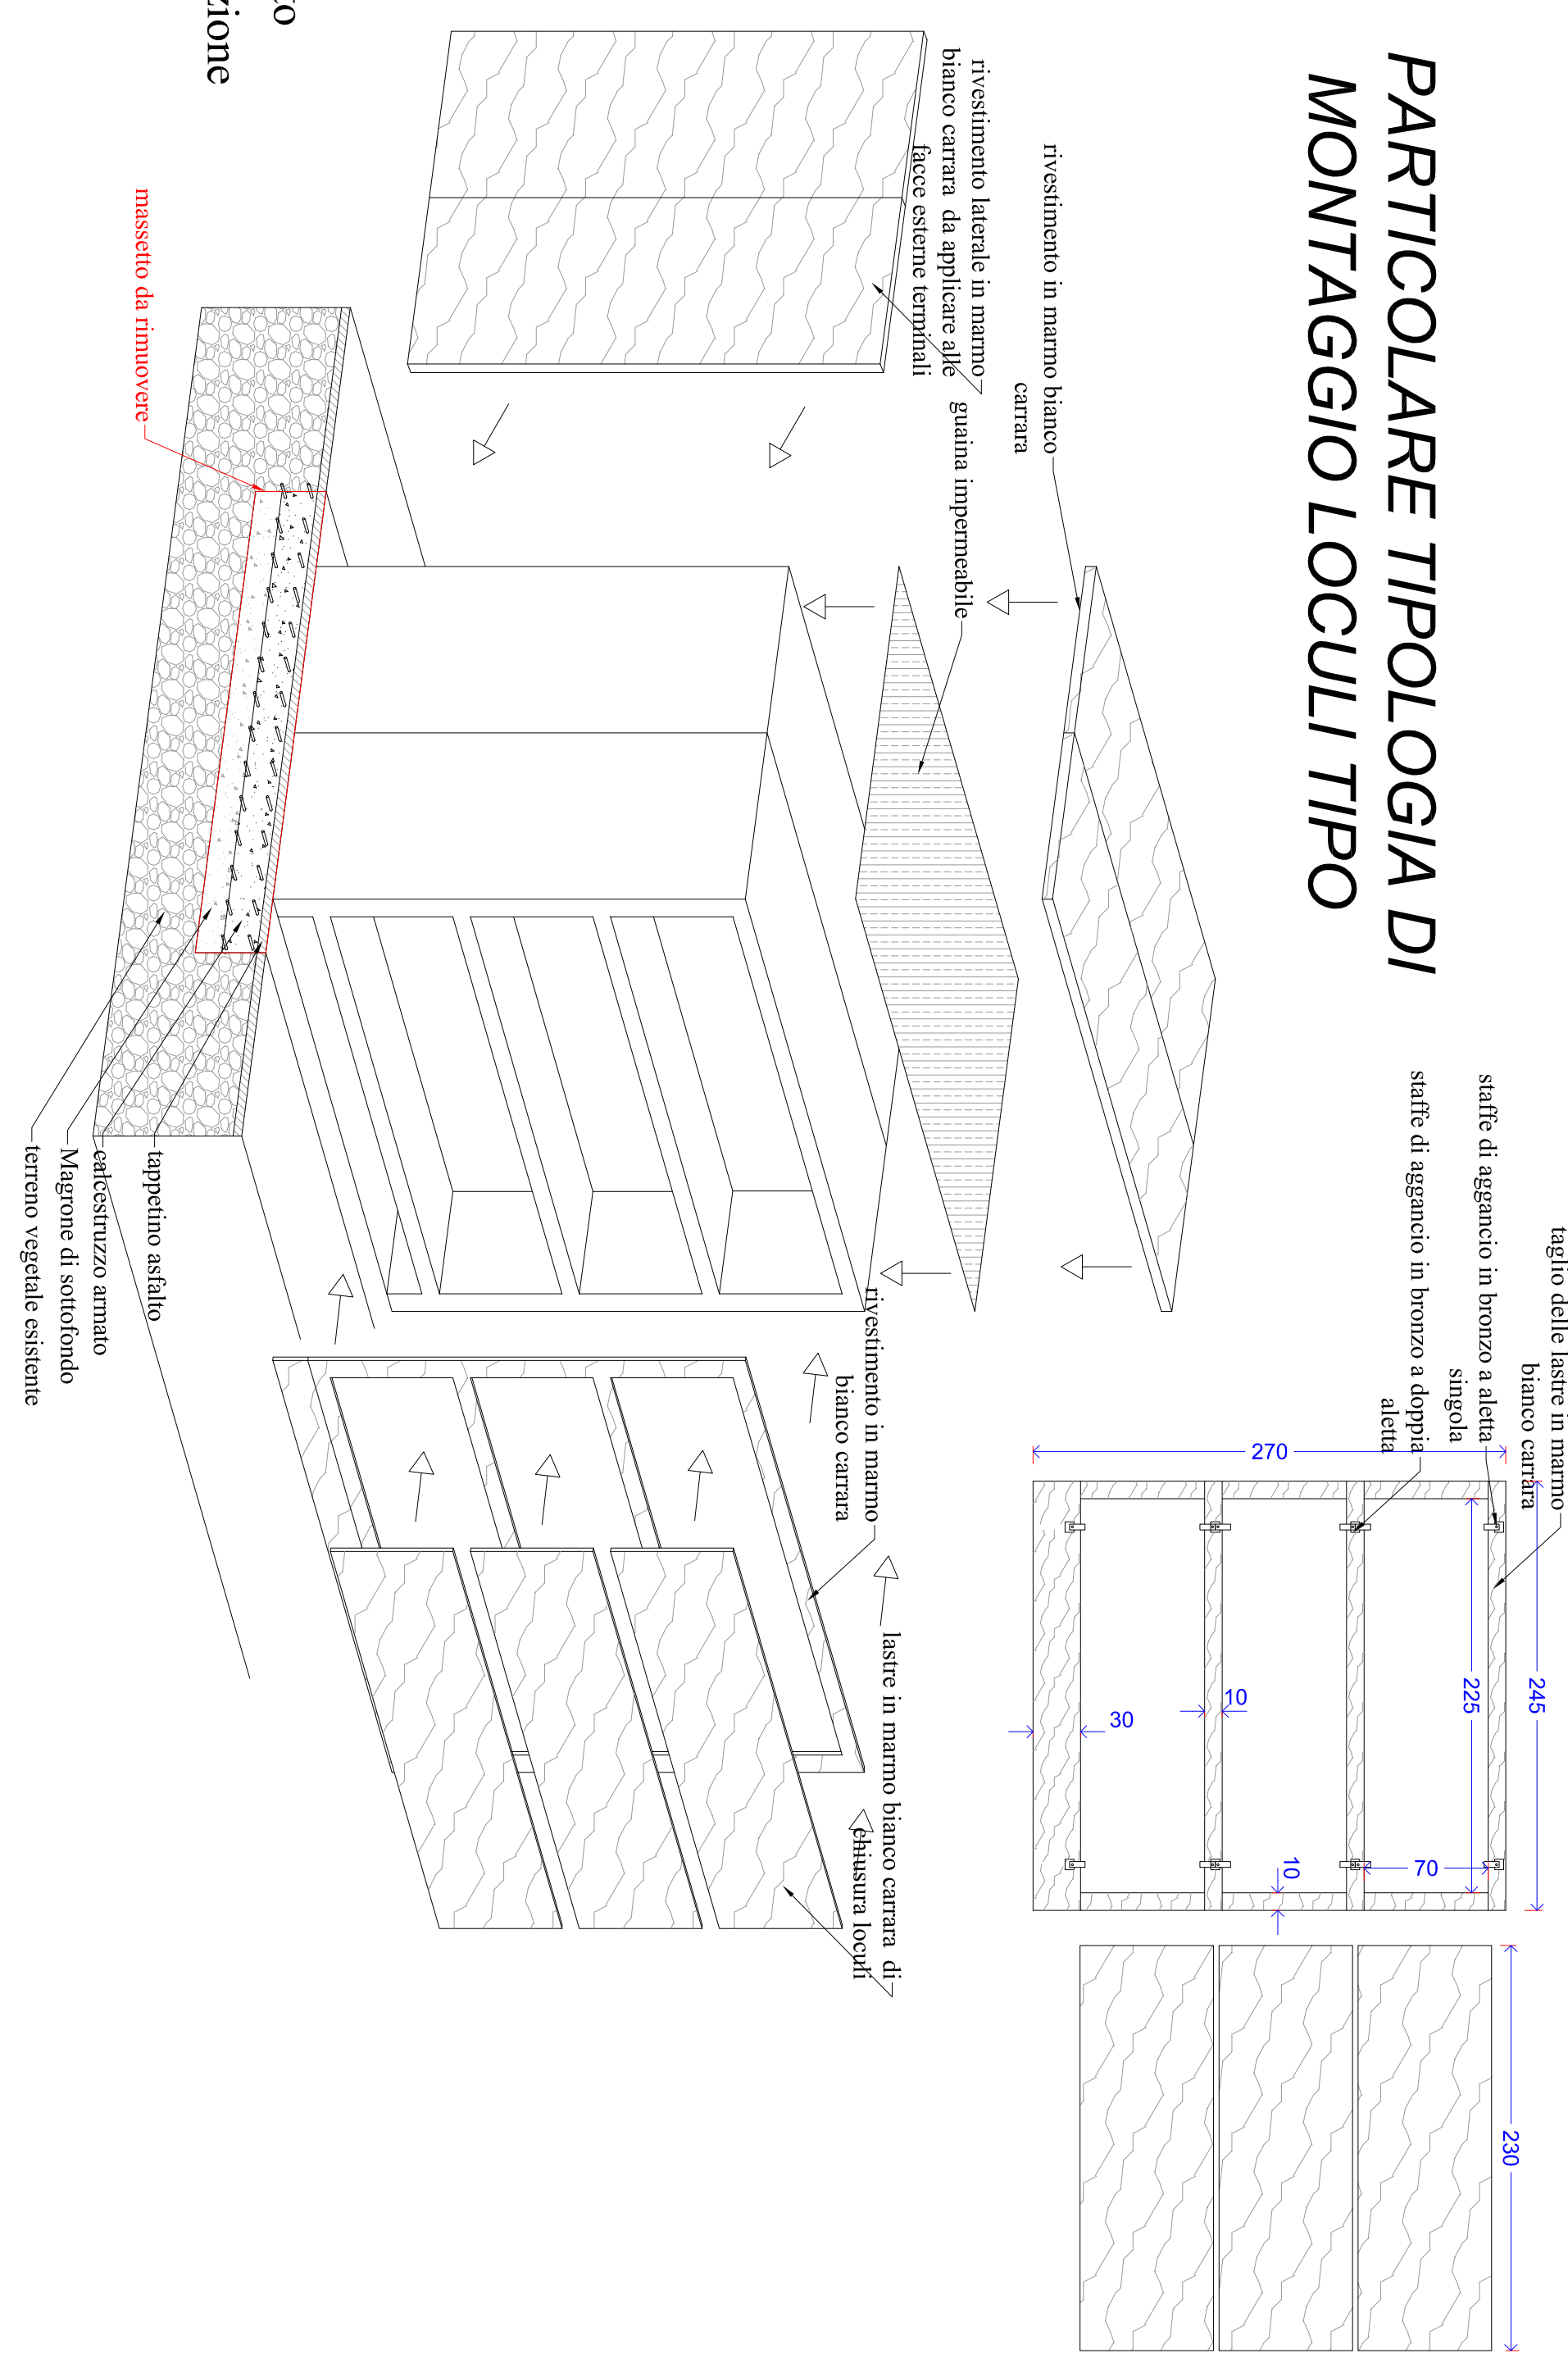 PARTICOLARE TIPOLOGIA DI
MONTAGGIO LOCULI TIPO
taglio delle lastre in marmo
bianco carrara
staffe di aggancio in bronzo a aletta
singola
staffe di aggancio in bronzo a doppia
aletta
245
225
230
270
70
10
10
30
rivestimento in marmo bianco
carrara
rivestimento laterale in marmo
bianco carrara da applicare alle
facce esterne terminali
guaina impermeabile
rivestimento in marmo
bianco carrara
lastre in marmo bianco carrara di
chiusura loculi
massetto da rimuovere
tappetino asfalto
calcestruzzo armato
Magrone di sottofondo
terreno vegetale esistente